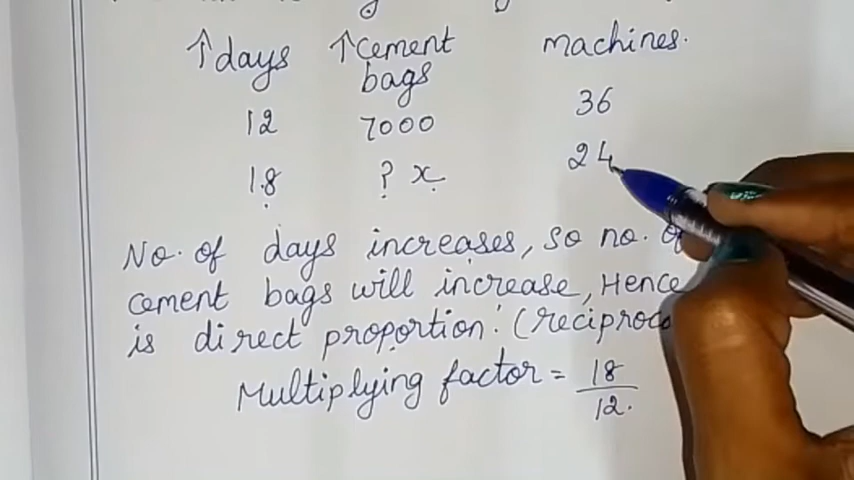 ↑days ↑cement bags machines.
12 7000 36
18 ? x 24
No. of days increases, so no. of
cement bags will increase, Hence
is direct proportion. (reciproc
Multiplying factor = 18/12.